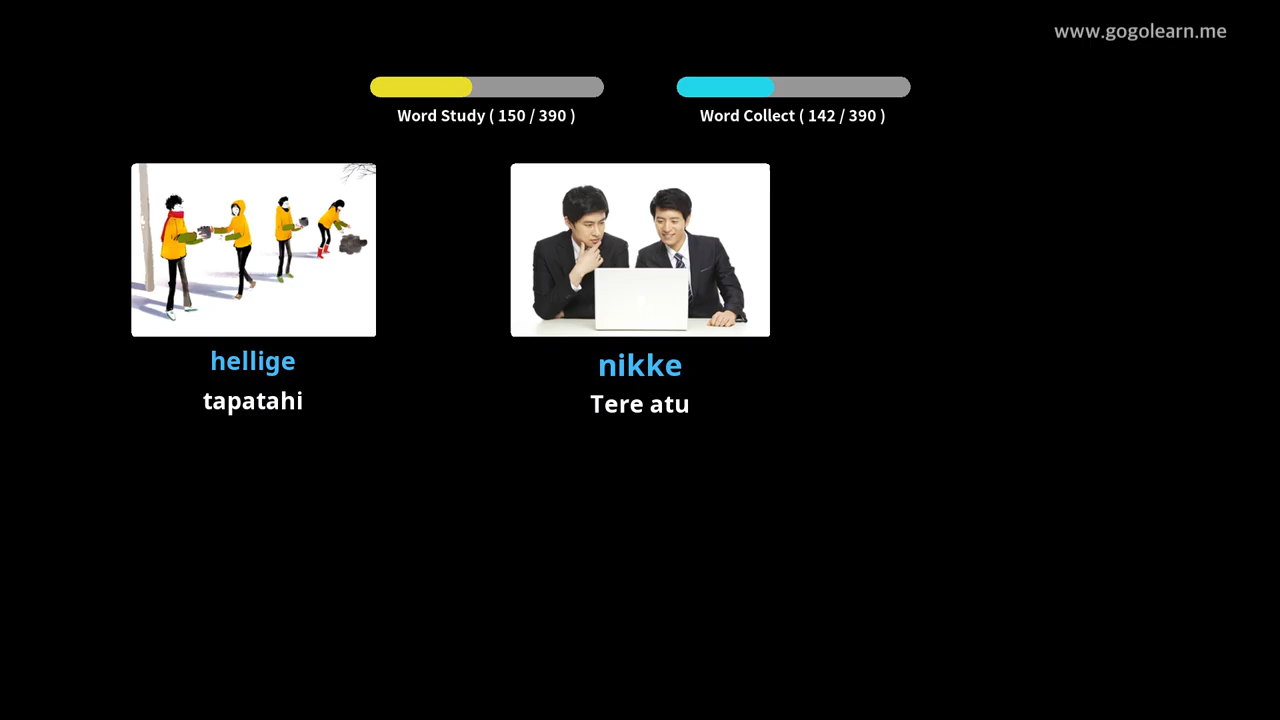 www.gogolearn.me
Word Study ( 150 / 390 )
Word Collect ( 142 / 390 )
hellige
tapatahi
nikke
Tere atu